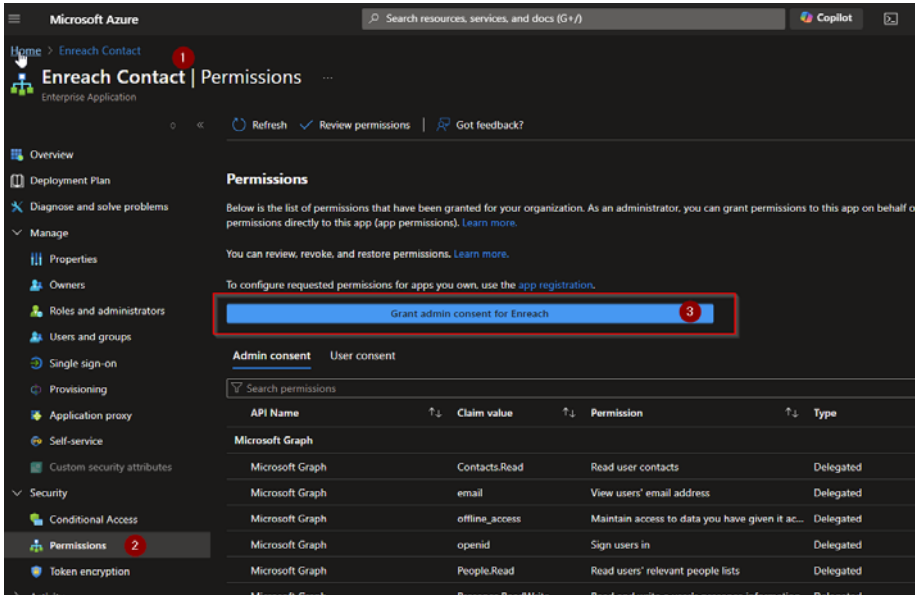 Microsoft Azure
Search resources, services, and docs (G+/)
Copilot
Home > Enreach Contact
1
Enreach Contact | Permissions ...
Enterprise Application
Refresh
Review permissions
Got feedback?
Overview
Deployment Plan
Diagnose and solve problems
Manage
Properties
Owners
Roles and administrators
Users and groups
Single sign-on
Provisioning
Application proxy
Self-service
Custom security attributes
Security
Conditional Access
Permissions 2
Token encryption
Permissions
Below is the list of permissions that have been granted for your organization. As an administrator, you can grant permissions to this app on behalf o
permissions directly to this app (app permissions). Learn more.
You can review, revoke, and restore permissions. Learn more.
To configure requested permissions for apps you own, use the app registration.
Grant admin consent for Enreach 3
Admin consent User consent
Search permissions
API Name Claim value Permission Type
Microsoft Graph
Microsoft Graph Contacts.Read Read user contacts Delegated
Microsoft Graph email View users' email address Delegated
Microsoft Graph offline_access Maintain access to data you have given it ac... Delegated
Microsoft Graph openid Sign users in Delegated
Microsoft Graph People.Read Read users' relevant people lists Delegated